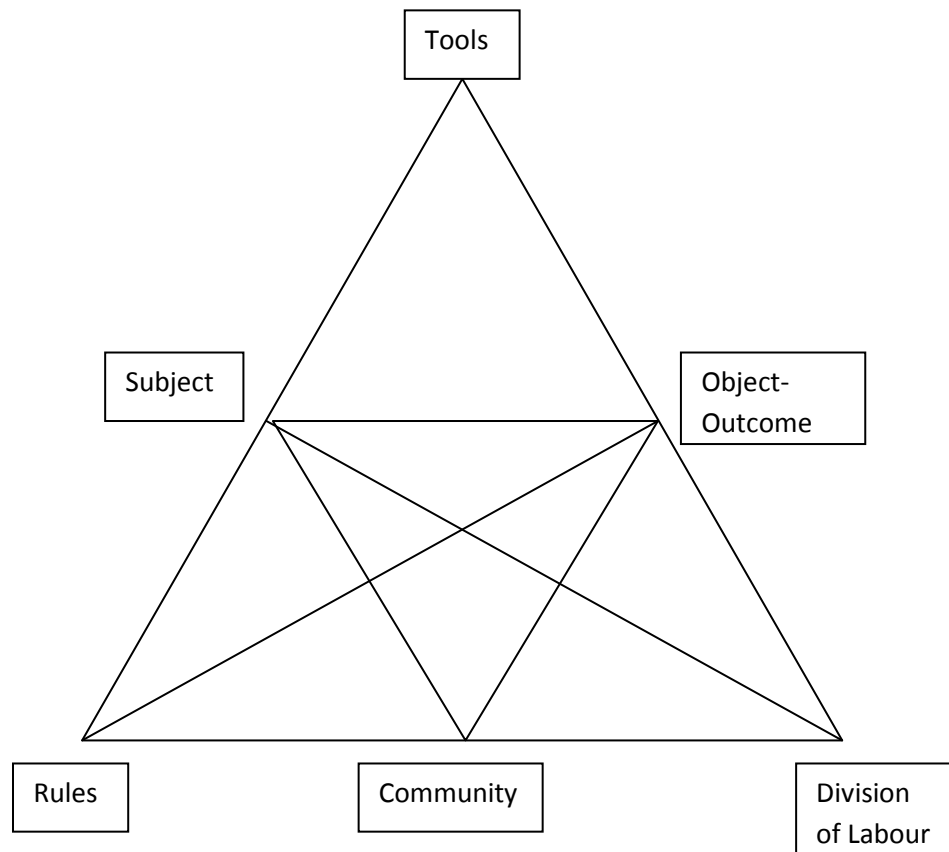 Tools
Subject
Object-
Outcome
Rules
Community
Division
of Labour